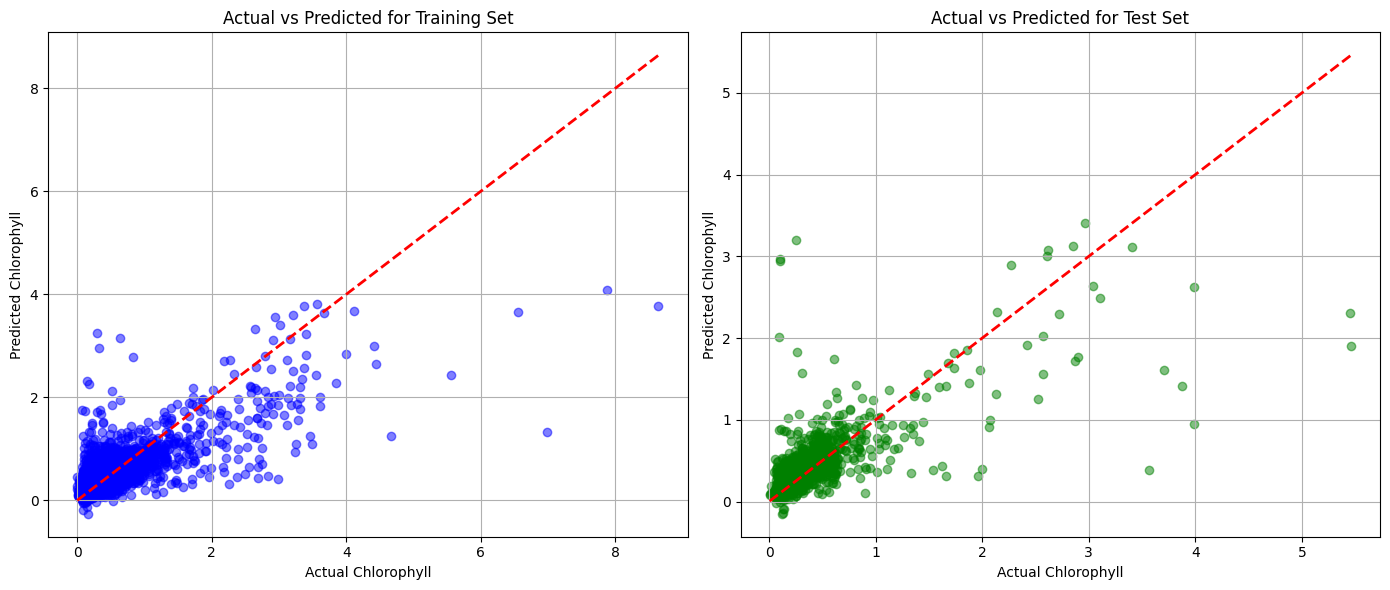 Actual vs Predicted for Training Set
Predicted Chlorophyll
8
6
4
2
0
0 2 4 6 8
Actual Chlorophyll
Actual vs Predicted for Test Set
Predicted Chlorophyll
5
4
3
2
1
0
0 1 2 3 4 5
Actual Chlorophyll